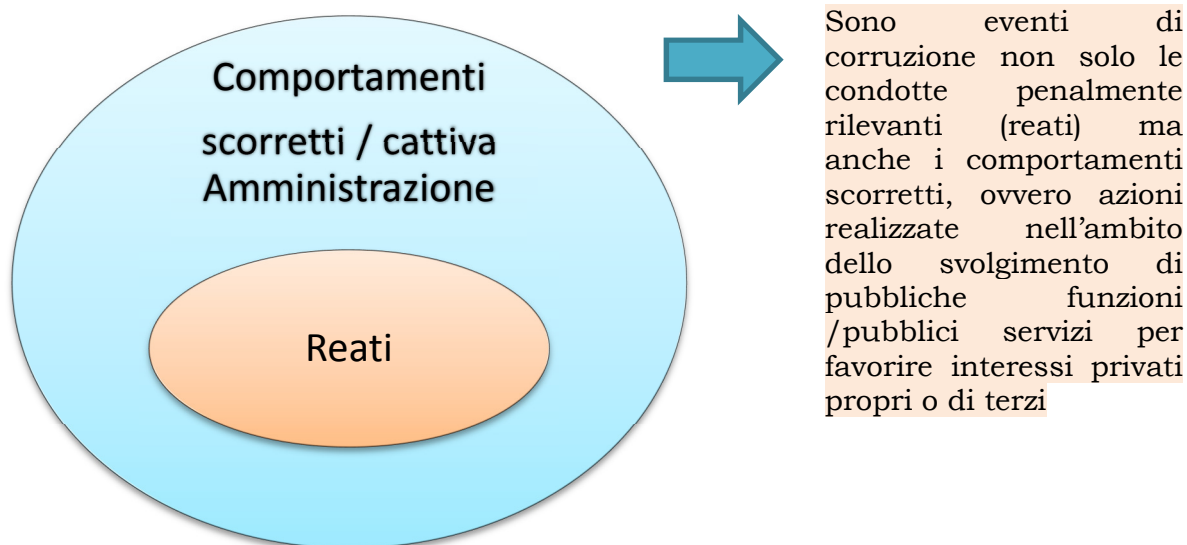 Comportamenti
scorretti / cattiva
Amministrazione
Reati
Sono eventi di
corruzione non solo le
condotte penalmente
rilevanti (reati) ma
anche i comportamenti
scorretti, ovvero azioni
realizzate nell’ambito
dello svolgimento di
pubbliche funzioni
/pubblici servizi per
favorire interessi privati
propri o di terzi